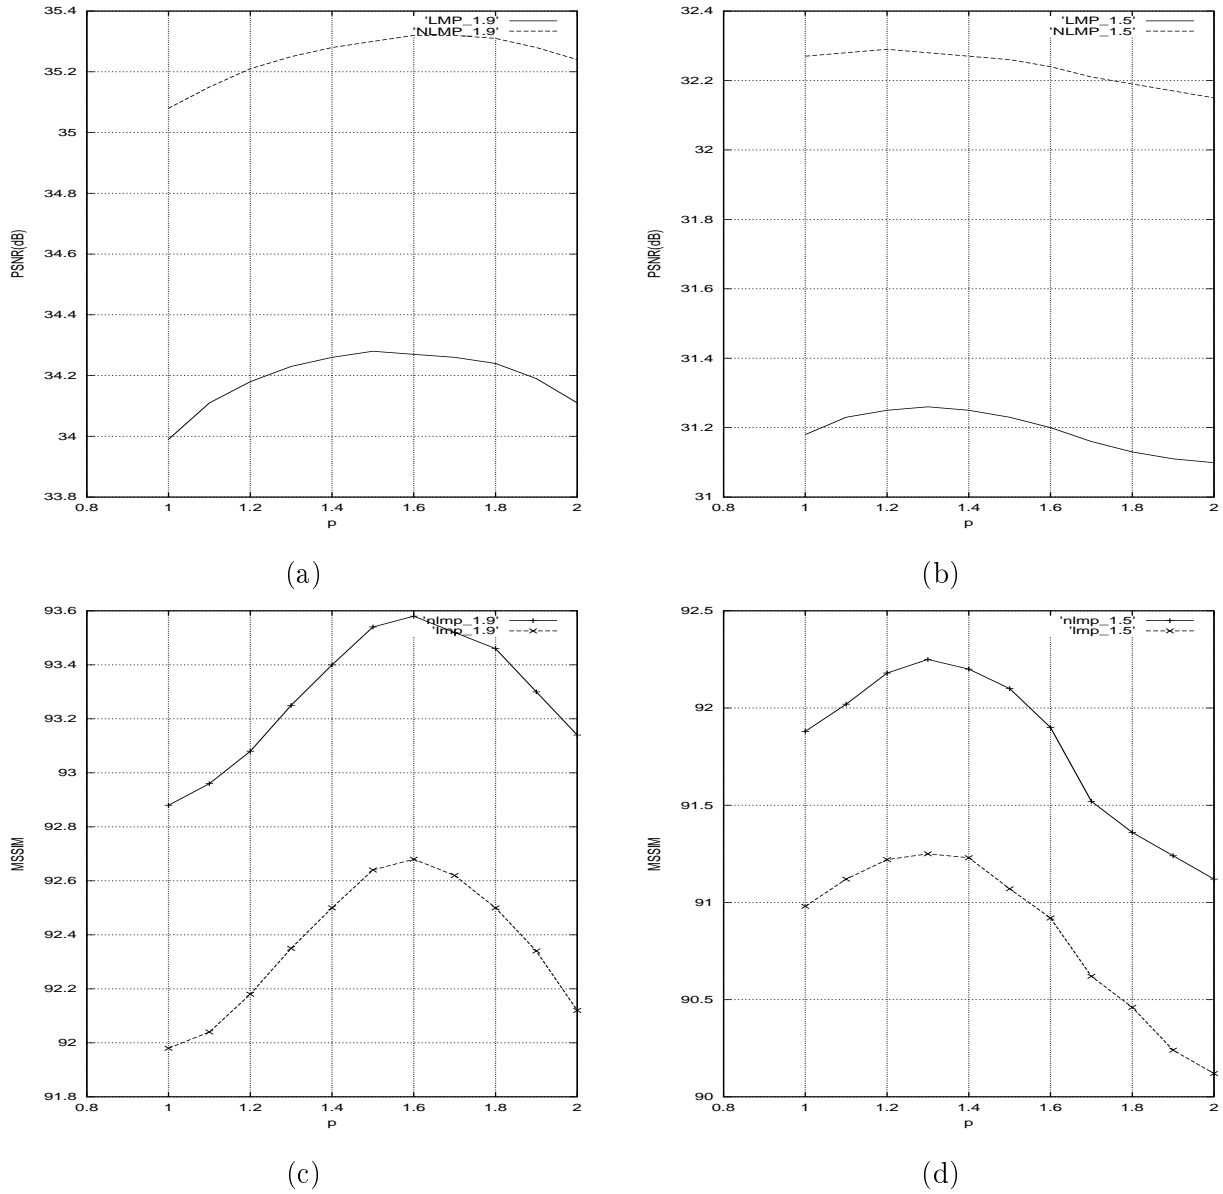 35.4
35.2
35
34.8
34.6
34.4
34.2
34
33.8
PSNR(dB)
'LMP_1.9'
'NLMP_1.9'
0.8 1 1.2 1.4 1.6 1.8 2
p
(a)
32.4
32.2
32
31.8
31.6
31.4
31.2
31
PSNR(dB)
'LMP_1.5'
'NLMP_1.5'
0.8 1 1.2 1.4 1.6 1.8 2
p
(b)
93.6
93.4
93.2
93
92.8
92.6
92.4
92.2
92
91.8
MSSIM
'nlmp_1.9'
'lmp_1.9'
0.8 1 1.2 1.4 1.6 1.8 2
p
(c)
92.5
92
91.5
91
90.5
90
MSSIM
'nlmp_1.5'
'lmp_1.5'
0.8 1 1.2 1.4 1.6 1.8 2
p
(d)